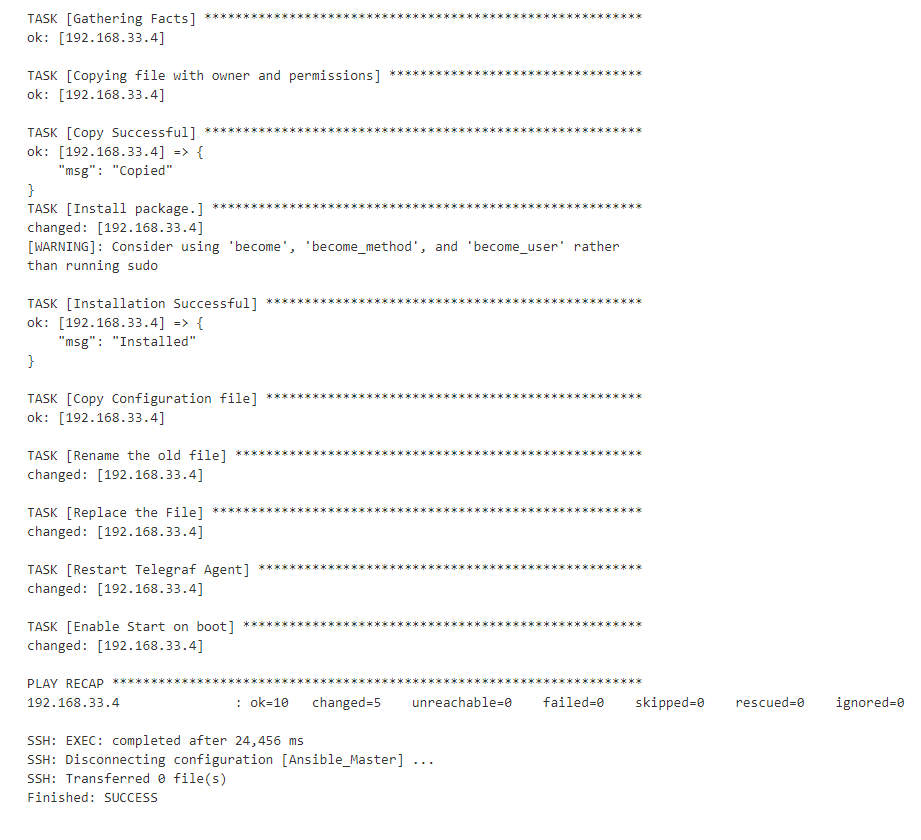 TASK [Gathering Facts] *********************************************************
ok: [192.168.33.4]
TASK [Copying file with owner and permissions] *********************************
ok: [192.168.33.4]
TASK [Copy Successful] *********************************************************
ok: [192.168.33.4] => {
    "msg": "Copied"
}
TASK [Install package.] ********************************************************
changed: [192.168.33.4]
[WARNING]: Consider using 'become', 'become_method', and 'become_user' rather
than running sudo
TASK [Installation Successful] *************************************************
ok: [192.168.33.4] => {
    "msg": "Installed"
}
TASK [Copy Configuration file] *************************************************
ok: [192.168.33.4]
TASK [Rename the old file] *****************************************************
changed: [192.168.33.4]
TASK [Replace the File] ********************************************************
changed: [192.168.33.4]
TASK [Restart Telegraf Agent] **************************************************
changed: [192.168.33.4]
TASK [Enable Start on boot] ****************************************************
changed: [192.168.33.4]
PLAY RECAP *********************************************************************
192.168.33.4               : ok=10   changed=5    unreachable=0    failed=0    skipped=0    rescued=0    ignored=0
SSH: EXEC: completed after 24,456 ms
SSH: Disconnecting configuration [Ansible_Master] ...
SSH: Transferred 0 file(s)
Finished: SUCCESS